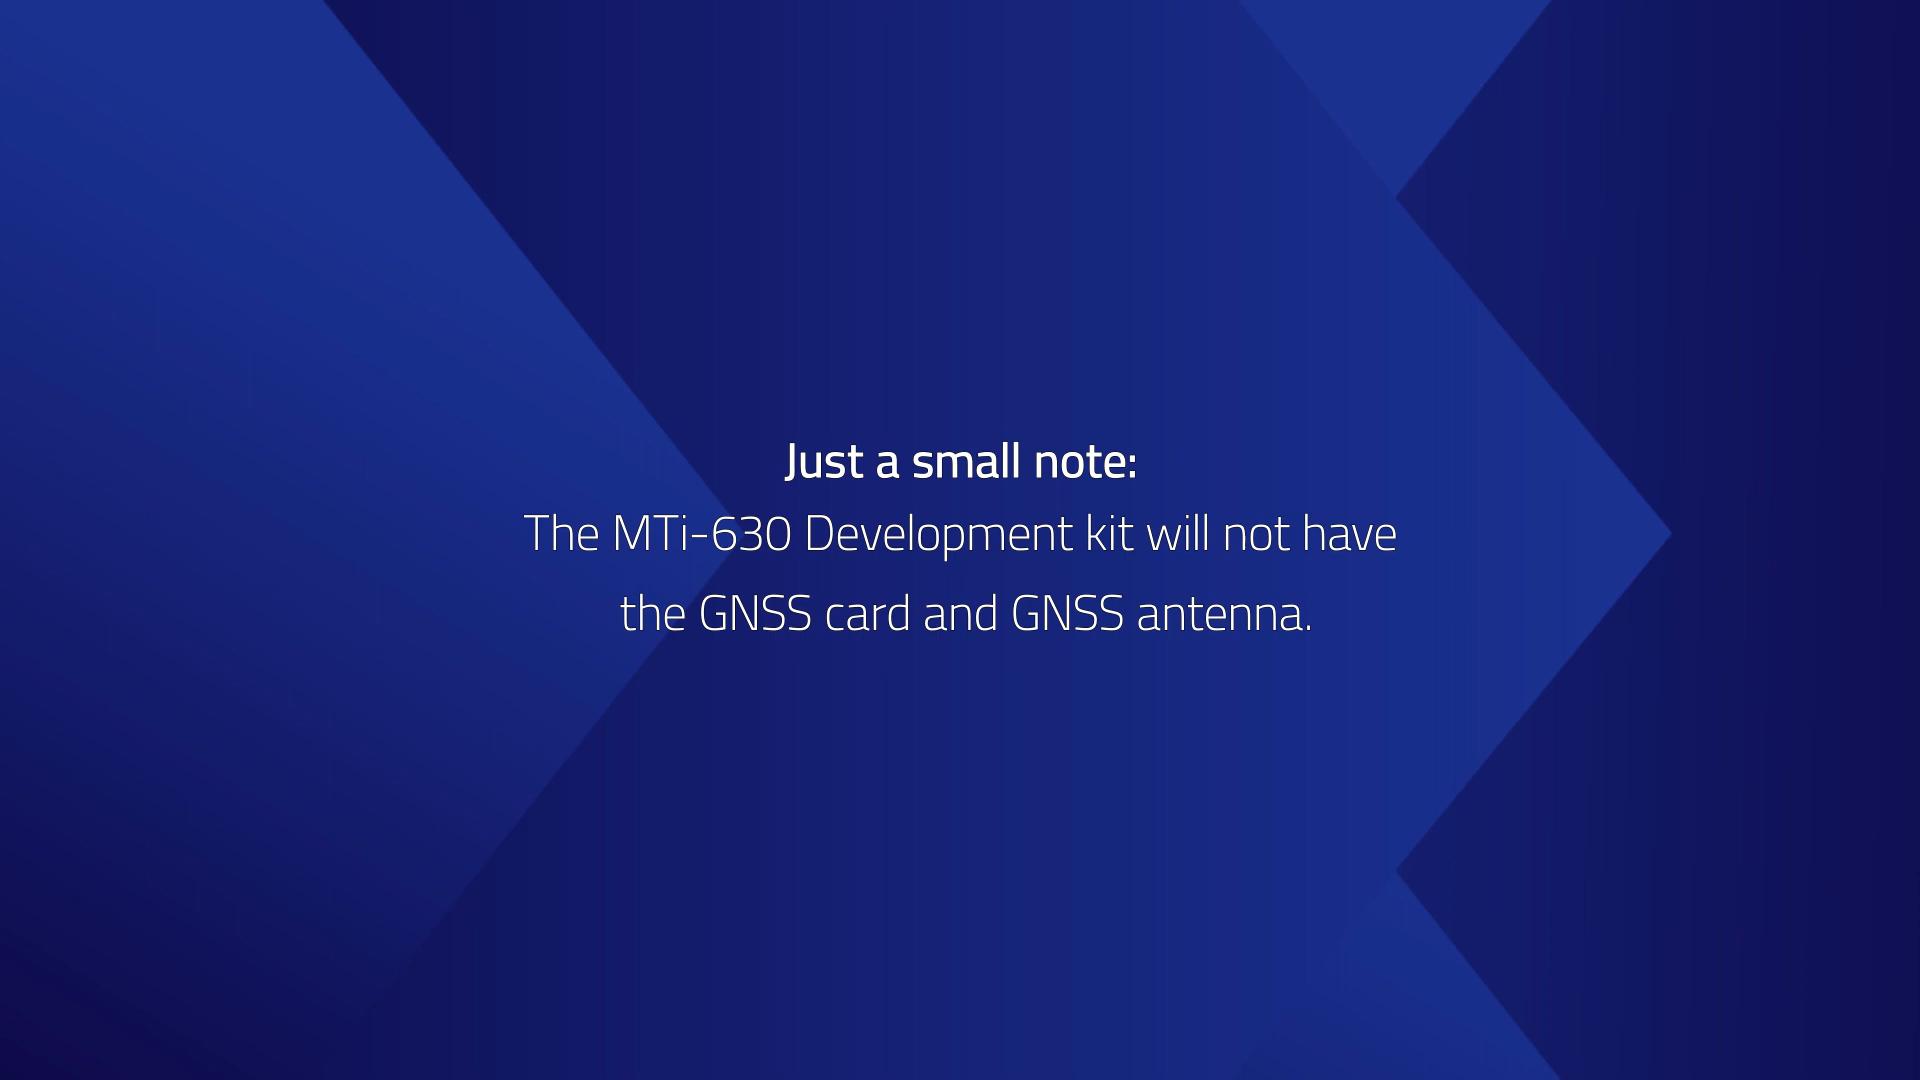 Just a small note:
The MTi-630 Development kit will not have
the GNSS card and GNSS antenna.